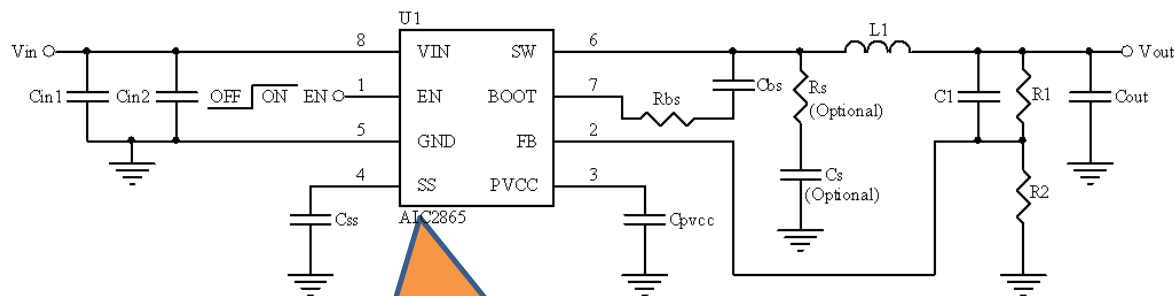 U1
Vin
8
VIN
SW
6
L1
Vout
Cin1
Cin2
OFF
ON
EN
1
EN
BOOT
7
Rbs
Cbs
Rs
(Optional)
C1
R1
Cout
5
GND
FB
2
4
SS
PVCC
3
Cs
(Optional)
R2
Css
AIC2865
Cpvcc